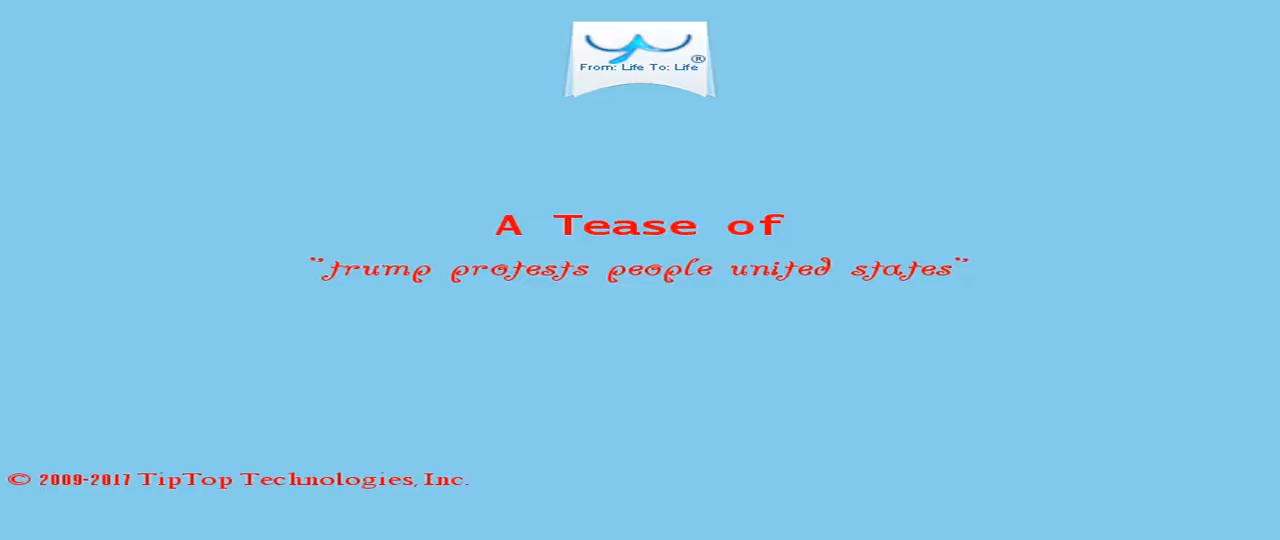 From: Life To: Life®
A Tease of
"trump protests people united states"
© 2009-2017 TipTop Technologies, Inc.